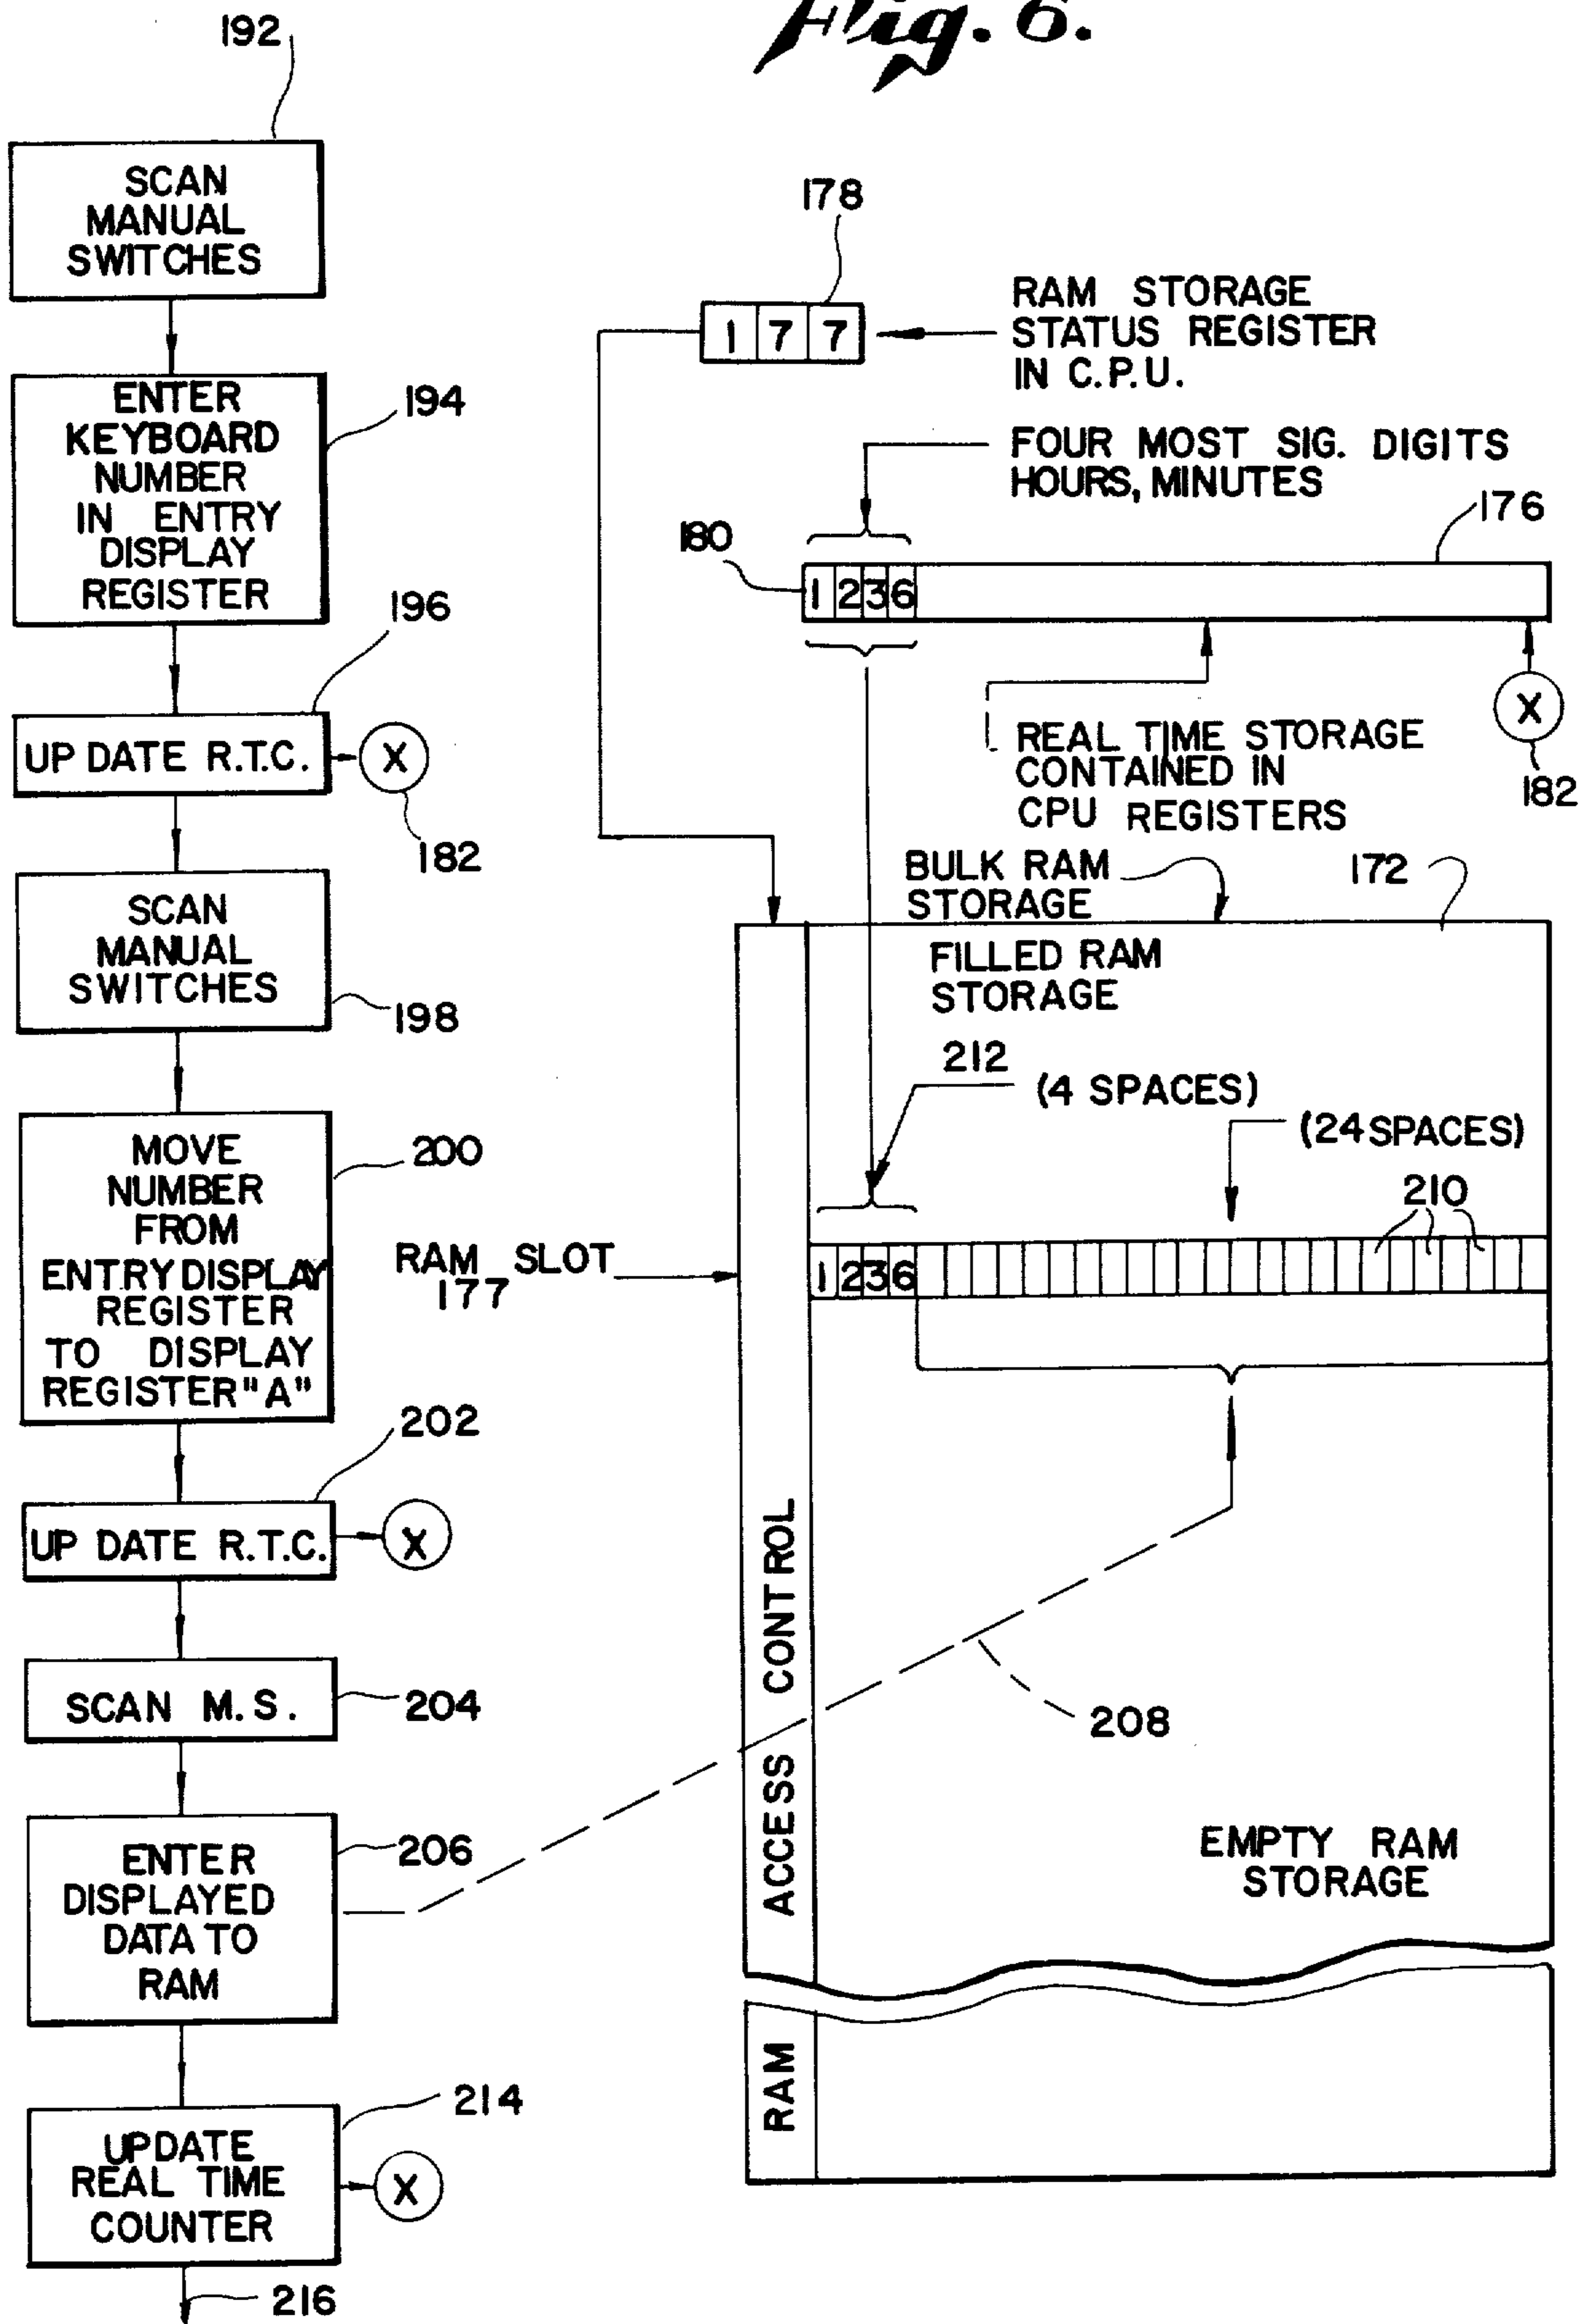 Fig. 6.
192
SCAN
MANUAL
SWITCHES
ENTER
KEYBOARD
NUMBER
IN ENTRY
DISPLAY
REGISTER
194
196
UP DATE R.T.C.
X
182
SCAN
MANUAL
SWITCHES
198
MOVE
NUMBER
FROM
ENTRY DISPLAY
REGISTER
TO DISPLAY
REGISTER "A"
200
202
UP DATE R.T.C.
X
SCAN M.S.
204
ENTER
DISPLAYED
DATA TO
RAM
206
208
214
UPDATE
REAL TIME
COUNTER
X
216
178
1 7 7
RAM STORAGE
STATUS REGISTER
IN C.P.U.
FOUR MOST SIG. DIGITS
HOURS, MINUTES
176
180
1 2 3 6
X
182
REAL TIME STORAGE
CONTAINED IN
CPU REGISTERS
BULK RAM
STORAGE
172
FILLED RAM
STORAGE
212
(4 SPACES)
(24 SPACES)
210
RAM SLOT
177
1 2 3 6
EMPTY RAM
STORAGE
RAM ACCESS CONTROL